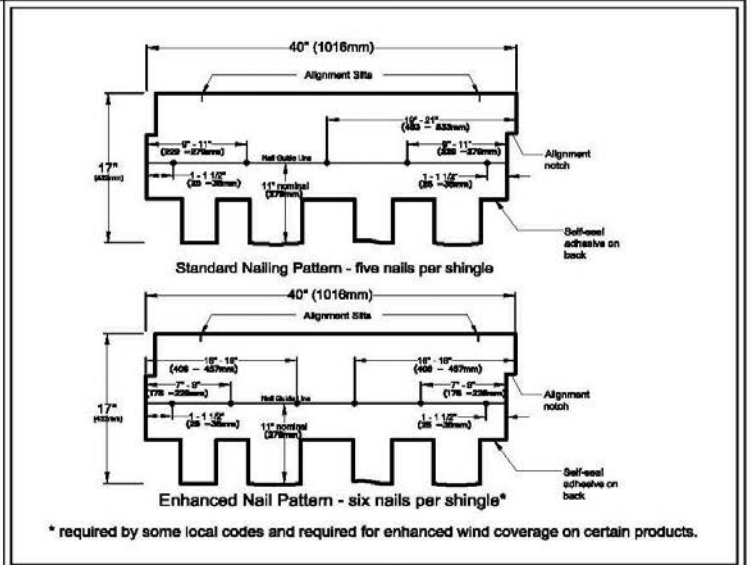 40" (1016mm)
Alignment Slits
19" - 21"
(483 - 533mm)
9" - 11"
(229 -279mm)
9" - 11"
(229 -279mm)
17"
(432mm)
Nail Guide Line
Alignment
notch
1 - 1 1/2"
(25 -38mm)
11" nominal
(279mm)
1 - 1 1/2"
(25 -38mm)
Self-seal
adhesive on
back
Standard Nailing Pattern - five nails per shingle
40" (1016mm)
Alignment Slits
16" - 18"
(406 - 457mm)
16" - 18"
(406 - 457mm)
7" - 9"
(178 -229mm)
7" - 9"
(178 -229mm)
17"
(432mm)
Nail Guide Line
Alignment
notch
1 - 1 1/2"
(25 -38mm)
11" nominal
(279mm)
1 - 1 1/2"
(25 -38mm)
Self-seal
adhesive on
back
Enhanced Nail Pattern - six nails per shingle*
* required by some local codes and required for enhanced wind coverage on certain products.